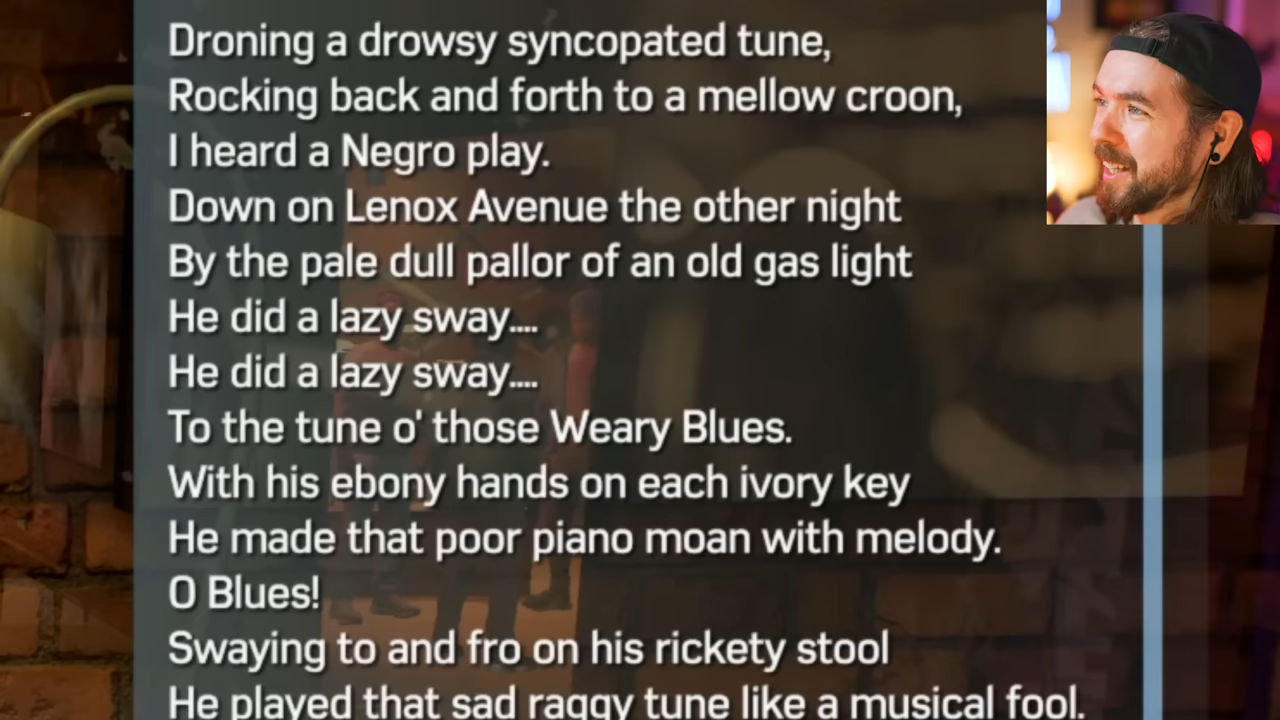 Droning a drowsy syncopated tune,
Rocking back and forth to a mellow croon,
I heard a Negro play.
Down on Lenox Avenue the other night
By the pale dull pallor of an old gas light
He did a lazy sway....
He did a lazy sway....
To the tune o' those Weary Blues.
With his ebony hands on each ivory key
He made that poor piano moan with melody.
O Blues!
Swaying to and fro on his rickety stool
He played that sad raggy tune like a musical fool.